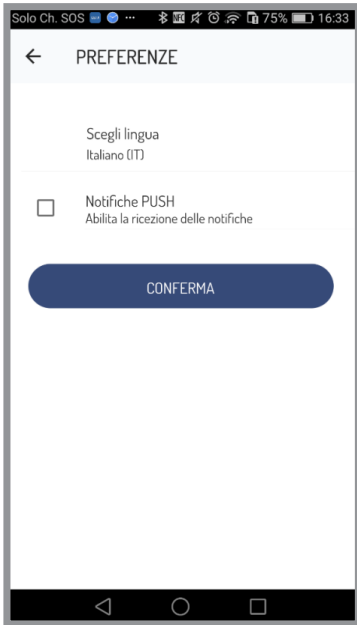 Solo Ch. SOS ... NFC 75% 16:33
PREFERENZE
Scegli lingua
Italiano (IT)
Notifiche PUSH
Abilita la ricezione delle notifiche
CONFERMA